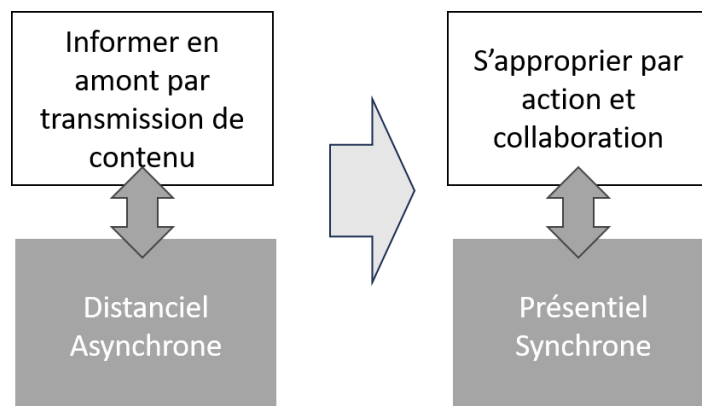 Informer en
amont par
transmission de
contenu
S’approprier par
action et
collaboration
Distanciel
Asynchrone
Présentiel
Synchrone